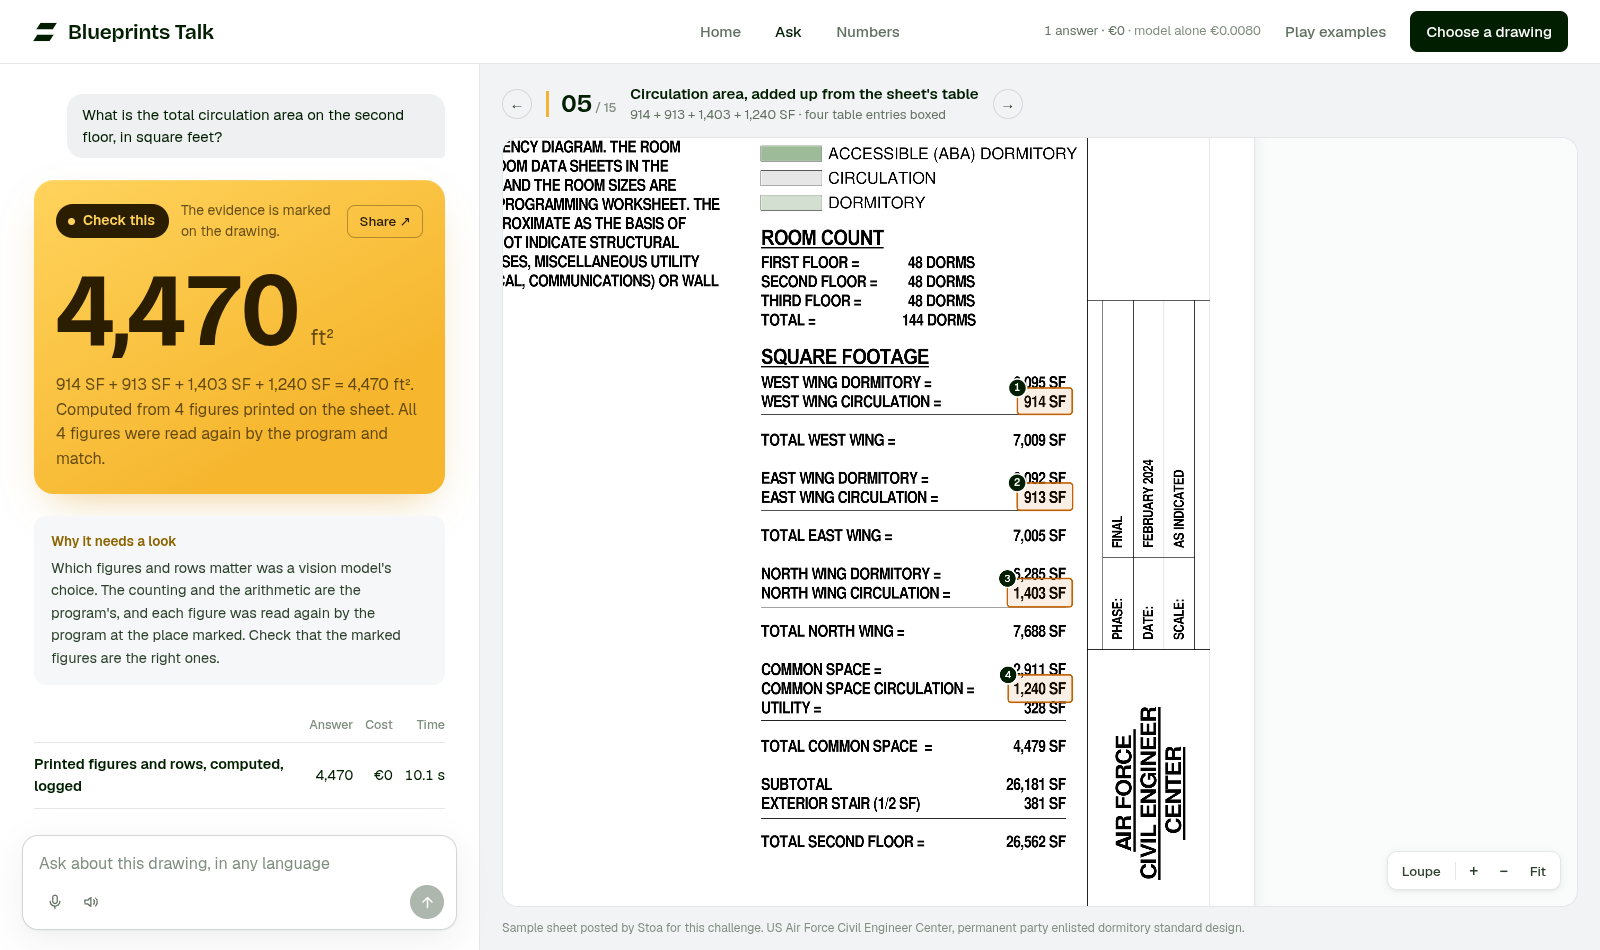 Blueprints Talk
Home
Ask
Numbers
1 answer · €0 · model alone €0.0080
Play examples
Choose a drawing
What is the total circulation area on the second
floor, in square feet?
Check this
The evidence is marked
on the drawing.
Share ↗
4,470 ft²
914 SF + 913 SF + 1,403 SF + 1,240 SF = 4,470 ft².
Computed from 4 figures printed on the sheet. All
4 figures were read again by the program and
match.
Why it needs a look
Which figures and rows matter was a vision model's
choice. The counting and the arithmetic are the
program's, and each figure was read again by the
program at the place marked. Check that the marked
figures are the right ones.
Answer Cost Time
Printed figures and rows, computed,
logged
4,470 €0 10.1 s
Ask about this drawing, in any language
←
05 / 15
Circulation area, added up from the sheet's table
914 + 913 + 1,403 + 1,240 SF · four table entries boxed
→
ENCY DIAGRAM. THE ROOM
OOM DATA SHEETS IN THE
AND THE ROOM SIZES ARE
PROGRAMMING WORKSHEET. THE
ROXIMATE AS THE BASIS OF
OT INDICATE STRUCTURAL
SES, MISCELLANEOUS UTILITY
CAL, COMMUNICATIONS) OR WALL
ACCESSIBLE (ABA) DORMITORY
CIRCULATION
DORMITORY
ROOM COUNT
FIRST FLOOR = 48 DORMS
SECOND FLOOR = 48 DORMS
THIRD FLOOR = 48 DORMS
TOTAL = 144 DORMS
SQUARE FOOTAGE
WEST WING DORMITORY = ,095 SF
1
WEST WING CIRCULATION = 914 SF
TOTAL WEST WING = 7,009 SF
EAST WING DORMITORY = ,092 SF
2
EAST WING CIRCULATION = 913 SF
TOTAL EAST WING = 7,005 SF
NORTH WING DORMITORY = 6,285 SF
3
NORTH WING CIRCULATION = 1,403 SF
TOTAL NORTH WING = 7,688 SF
COMMON SPACE = 2,911 SF
4
COMMON SPACE CIRCULATION = 1,240 SF
UTILITY = 328 SF
TOTAL COMMON SPACE = 4,479 SF
SUBTOTAL 26,181 SF
EXTERIOR STAIR (1/2 SF) 381 SF
TOTAL SECOND FLOOR = 26,562 SF
PHASE: FINAL
DATE: FEBRUARY 2024
SCALE: AS INDICATED
AIR FORCE
CIVIL ENGINEER
CENTER
Loupe + − Fit
Sample sheet posted by Stoa for this challenge. US Air Force Civil Engineer Center, permanent party enlisted dormitory standard design.